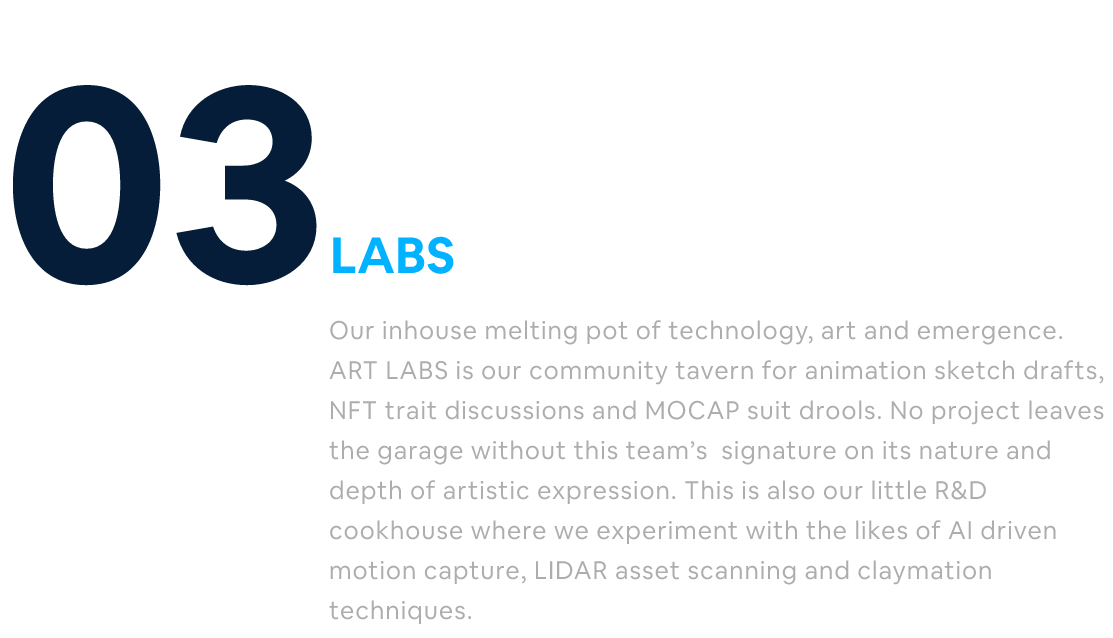 03
LABS
Our inhouse melting pot of technology, art and emergence.
ART LABS is our community tavern for animation sketch drafts,
NFT trait discussions and MOCAP suit drools. No project leaves
the garage without this team’s  signature on its nature and
depth of artistic expression. This is also our little R&D
cookhouse where we experiment with the likes of AI driven
motion capture, LIDAR asset scanning and claymation
techniques.